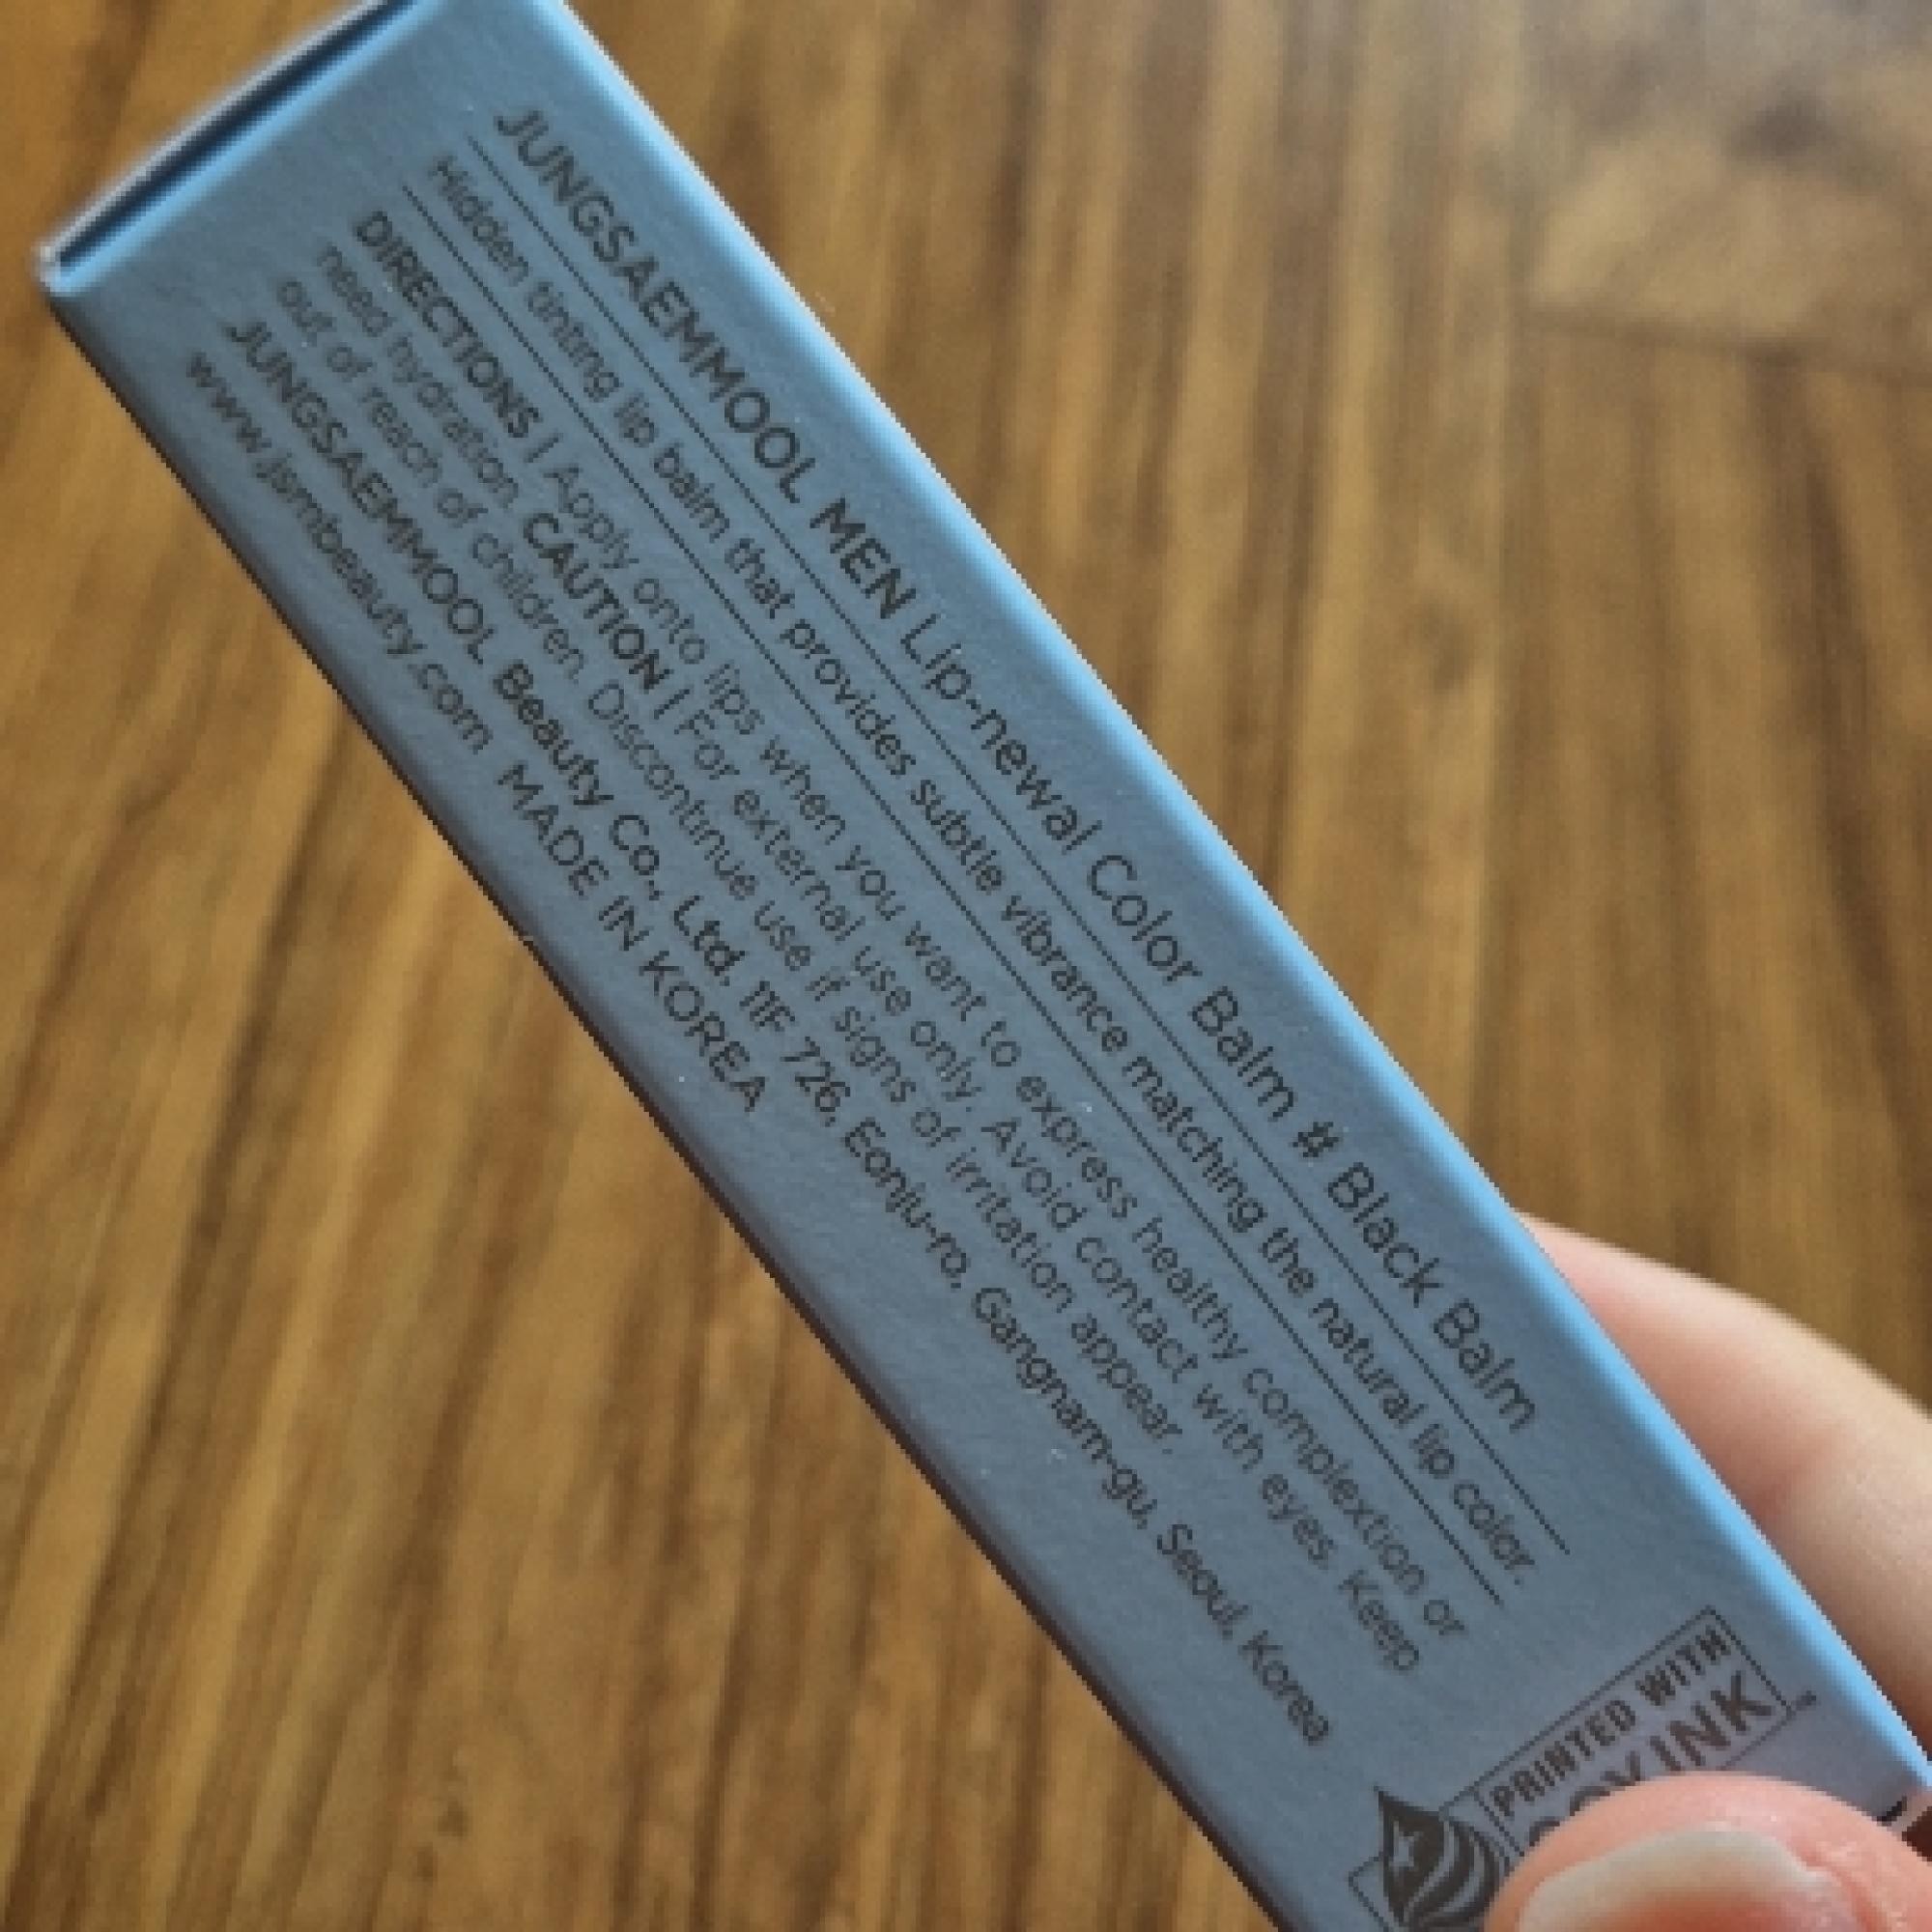 JUNGSAEMMOOL MEN Lip-newal Color Balm # Black Balm
Hidden tinting lip balm that provides subtle vibrance matching the natural lip color.
DIRECTIONS | Apply onto lips when you want to express healthy complextion or
need hydration. CAUTION | For external use only. Avoid contact with eyes. Keep
out of reach of children. Discontinue use if signs of irritation appear.
JUNGSAEMMOOL Beauty Co., Ltd. 11F 726, Eonju-ro, Gangnam-gu, Seoul, Korea
www.jsmbeauty.com MADE IN KOREA
PRINTED WITH
INK™